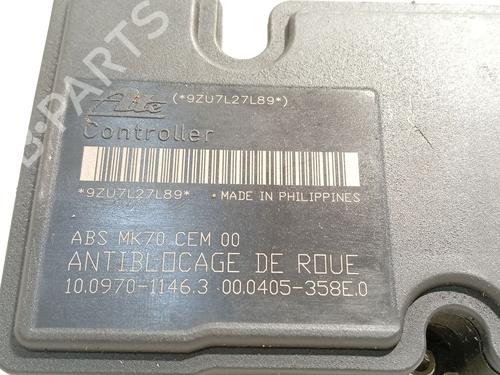 B-PARTS
Ate (*9ZU7L27L89*)
Controller
*9ZU7L27L89* • MADE IN PHILIPPINES
ABS MK70 CEM 00
ANTIBLOCAGE DE ROUE
10.0970-1146.3 00.0405-358E.0